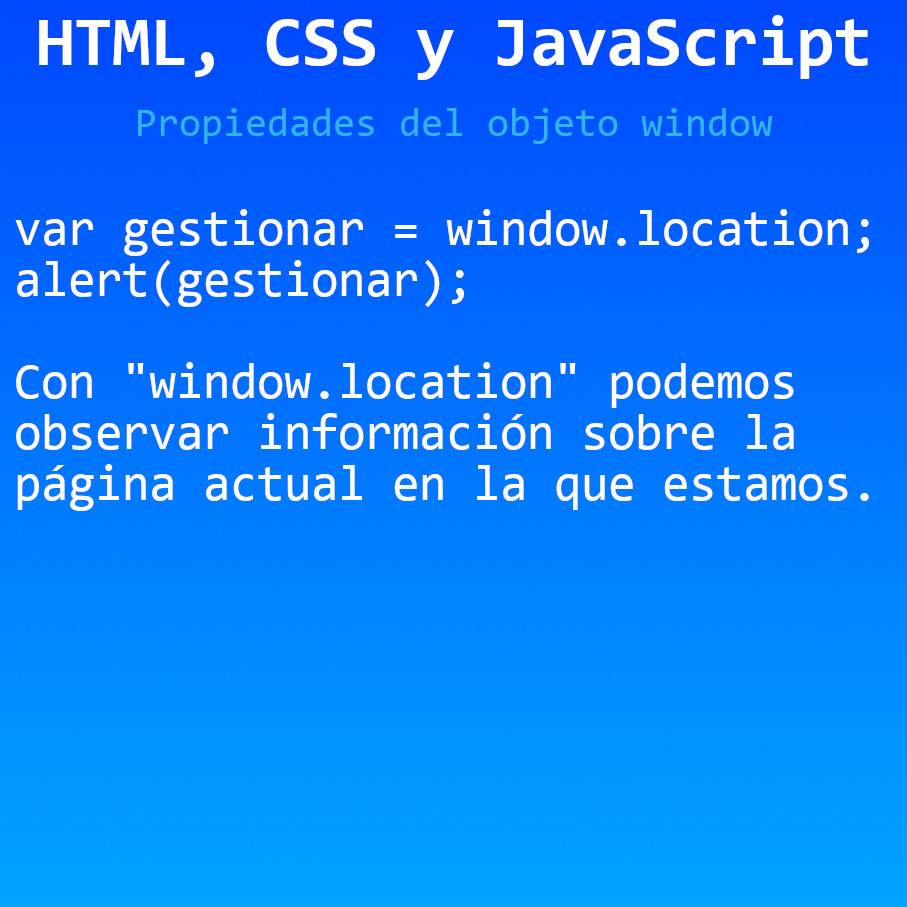 HTML, CSS y JavaScript
Propiedades del objeto window
var gestionar = window.location;
alert(gestionar);
Con "window.location" podemos
observar información sobre la
página actual en la que estamos.